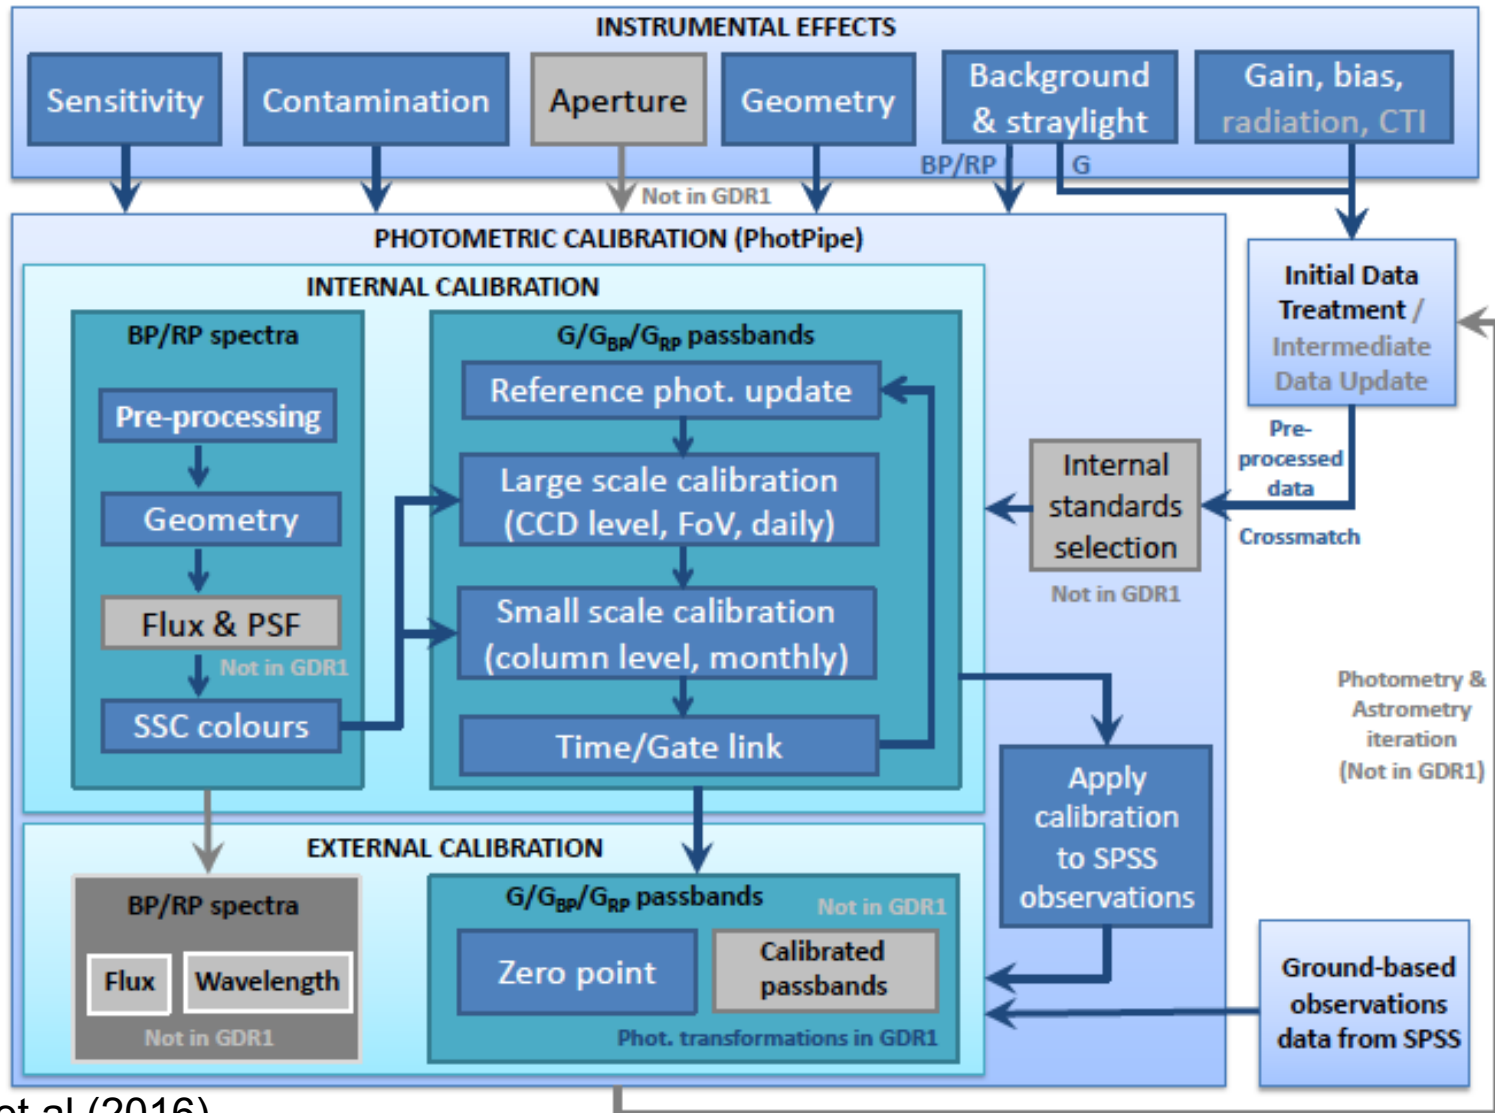 INSTRUMENTAL EFFECTS
Sensitivity
Contamination
Aperture
Geometry
Background
& straylight
Gain, bias,
radiation, CTI
BP/RP
G
Not in GDR1
PHOTOMETRIC CALIBRATION (PhotPipe)
INTERNAL CALIBRATION
BP/RP spectra
Pre-processing
Geometry
Flux & PSF
Not in GDR1
SSC colours
G/GBP/GRP passbands
Reference phot. update
Large scale calibration
(CCD level, FoV, daily)
Small scale calibration
(column level, monthly)
Time/Gate link
Initial Data
Treatment /
Intermediate
Data Update
Pre-
processed
data
Crossmatch
Internal
standards
selection
Not in GDR1
Photometry &
Astrometry
iteration
(Not in GDR1)
Apply
calibration
to SPSS
observations
EXTERNAL CALIBRATION
BP/RP spectra
Flux
Wavelength
Not in GDR1
G/GBP/GRP passbands
Not in GDR1
Zero point
Calibrated
passbands
Phot. transformations in GDR1
Ground-based
observations
data from SPSS
et al (2016)